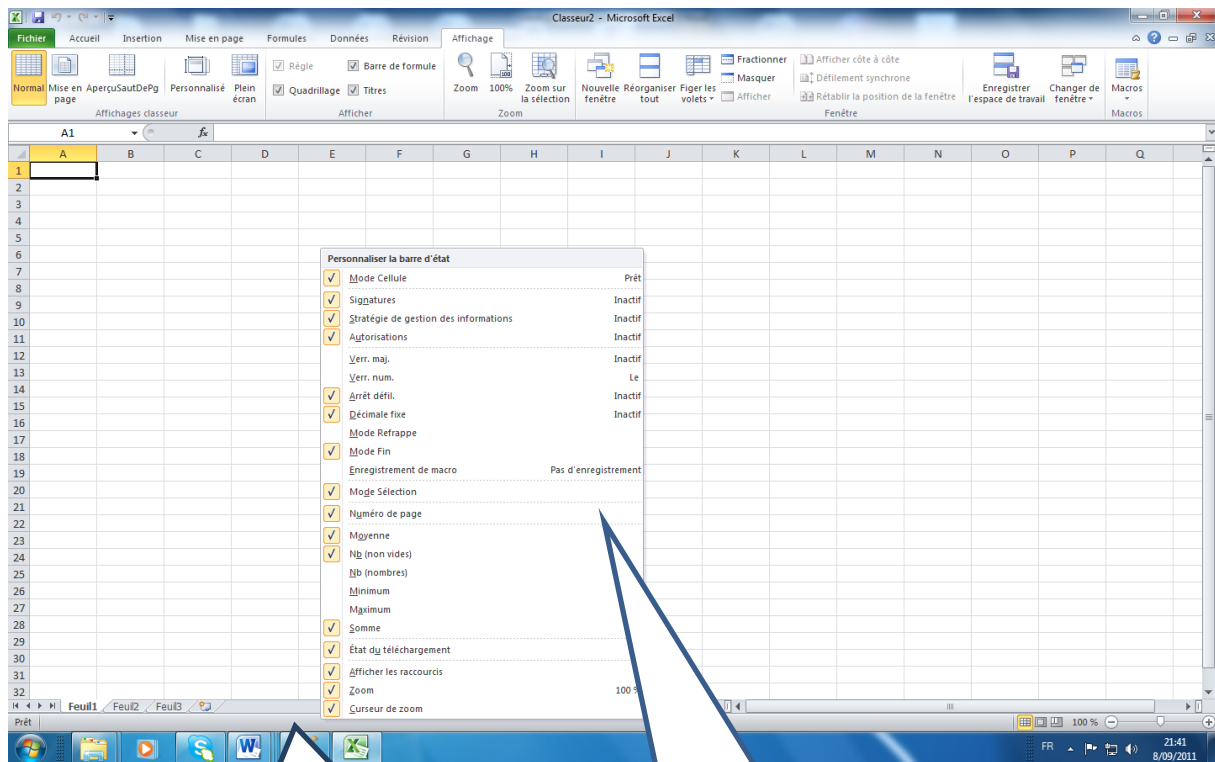 Classeur2 - Microsoft Excel
Fichier Accueil Insertion Mise en page Formules Données Révision Affichage
Normal Mise en page AperçuSautDePg Personnalisé Plein écran
Affichages classeur
Règle Barre de formule
Quadrillage Titres
Afficher
Zoom 100% Zoom sur la sélection
Zoom
Nouvelle fenêtre Réorganiser tout Figer les volets
Fractionner
Masquer
Afficher
Afficher côte à côte
Défilement synchrone
Rétablir la position de la fenêtre
Enregistrer l'espace de travail Changer de fenêtre
Fenêtre
Macros
Macros
A1 fx
A B C D E F G H I J K L M N O P Q
1
2
3
4
5
6
7
8
9
10
11
12
13
14
15
16
17
18
19
20
21
22
23
24
25
26
27
28
29
30
31
32
Personnaliser la barre d'état
Mode Cellule Prêt
Signatures Inactif
Stratégie de gestion des informations Inactif
Autorisations Inactif
Verr. maj. Inactif
Verr. num. Le
Arrêt défil. Inactif
Décimale fixe Inactif
Mode Refrappe
Mode Fin
Enregistrement de macro Pas d'enregistrement
Mode Sélection
Numéro de page
Moyenne
Nb (non vides)
Nb (nombres)
Minimum
Maximum
Somme
État du téléchargement
Afficher les raccourcis
Zoom 100 %
Curseur de zoom
Feuil1 Feuil2 Feuil3
Prêt 100 %
FR 21:41
8/09/2011